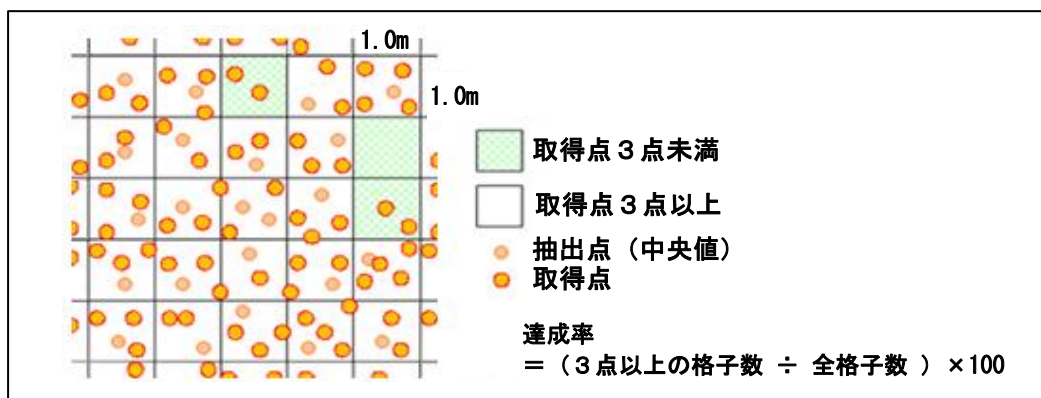 1.0m
1.0m
取得点３点未満
取得点３点以上
抽出点（中央値）
取得点
達成率
＝（３点以上の格子数 ÷ 全格子数 ）×100